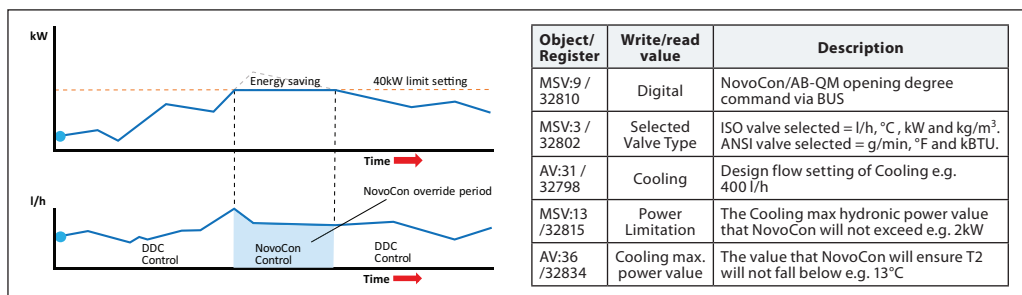 kW
Energy saving
40kW limit setting
Time
l/h
NovoCon override period
DDC
Control
NovoCon
Control
DDC
Control
Time
Object/
Register
Write/read
value
Description
MSV:9 /
32810
Digital
NovoCon/AB-QM opening degree
command via BUS
MSV:3 /
32802
Selected
Valve Type
ISO valve selected = l/h, °C , kW and kg/m³.
ANSI valve selected = g/min, °F and kBTU.
AV:31 /
32798
Cooling
Design flow setting of Cooling e.g.
400 l/h
MSV:13
/32815
Power
Limitation
The Cooling max hydronic power value
that NovoCon will not exceed e.g. 2kW
AV:36
/32834
Cooling max.
power value
The value that NovoCon will ensure T2
will not fall below e.g. 13°C